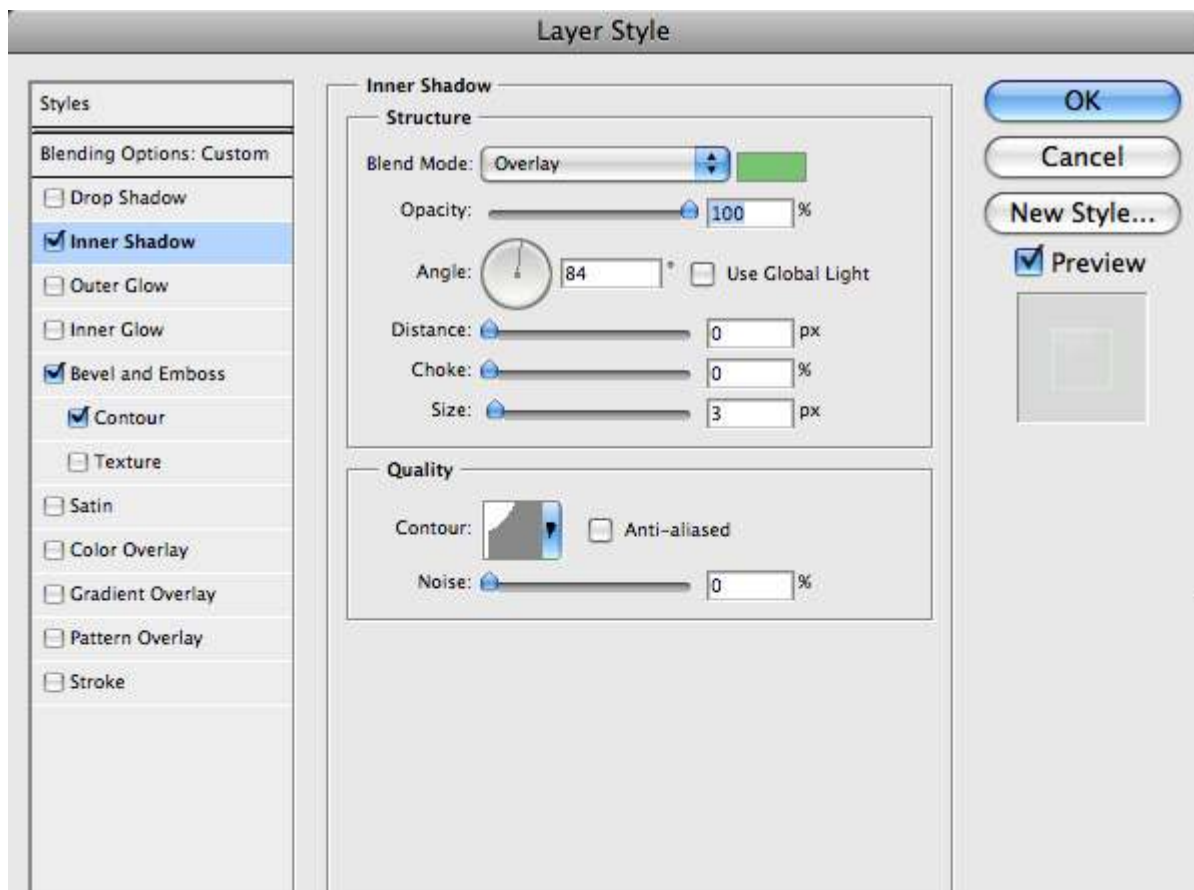 Layer Style
Styles
Blending Options: Custom
Drop Shadow
Inner Shadow
Outer Glow
Inner Glow
Bevel and Emboss
Contour
Texture
Satin
Color Overlay
Gradient Overlay
Pattern Overlay
Stroke
Inner Shadow
Structure
Blend Mode: Overlay
Opacity: 100 %
Angle: 84 ° Use Global Light
Distance: 0 px
Choke: 0 %
Size: 3 px
Quality
Contour: Anti-aliased
Noise: 0 %
OK
Cancel
New Style...
Preview